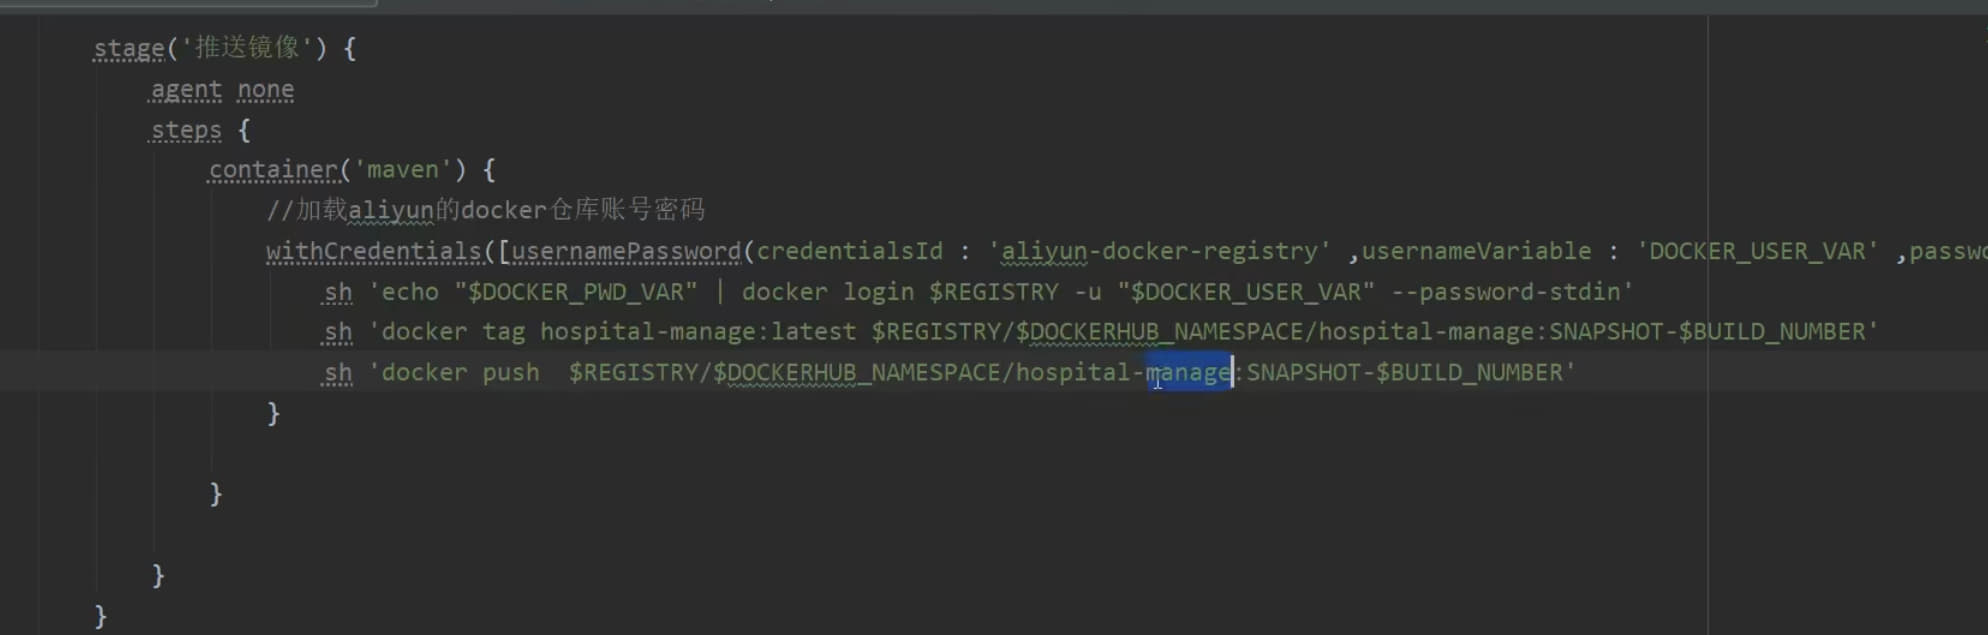 stage('推送镜像') {
agent none
steps {
container('maven') {
//加载aliyun的docker仓库账号密码
withCredentials([usernamePassword(credentialsId : 'aliyun-docker-registry' ,usernameVariable : 'DOCKER_USER_VAR' ,passw
sh 'echo "$DOCKER_PWD_VAR" | docker login $REGISTRY -u "$DOCKER_USER_VAR" --password-stdin'
sh 'docker tag hospital-manage:latest $REGISTRY/$DOCKERHUB_NAMESPACE/hospital-manage:SNAPSHOT-$BUILD_NUMBER'
sh 'docker push  $REGISTRY/$DOCKERHUB_NAMESPACE/hospital-manage:SNAPSHOT-$BUILD_NUMBER'
}
}
}
}